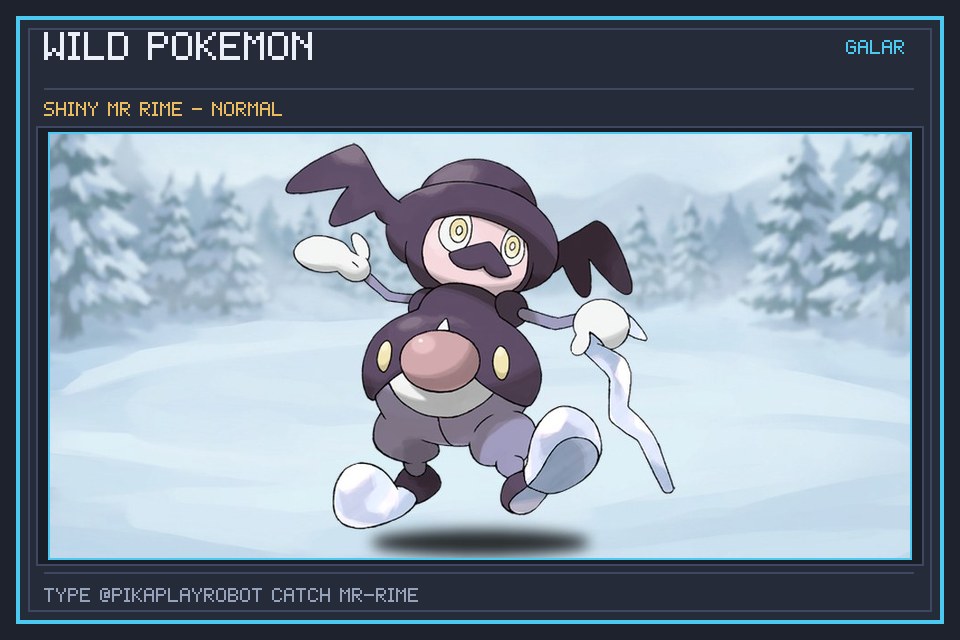 WILD POKEMON
GALAR
SHINY MR RIME - NORMAL
TYPE @PIKAPLAYROBOT CATCH MR-RIME